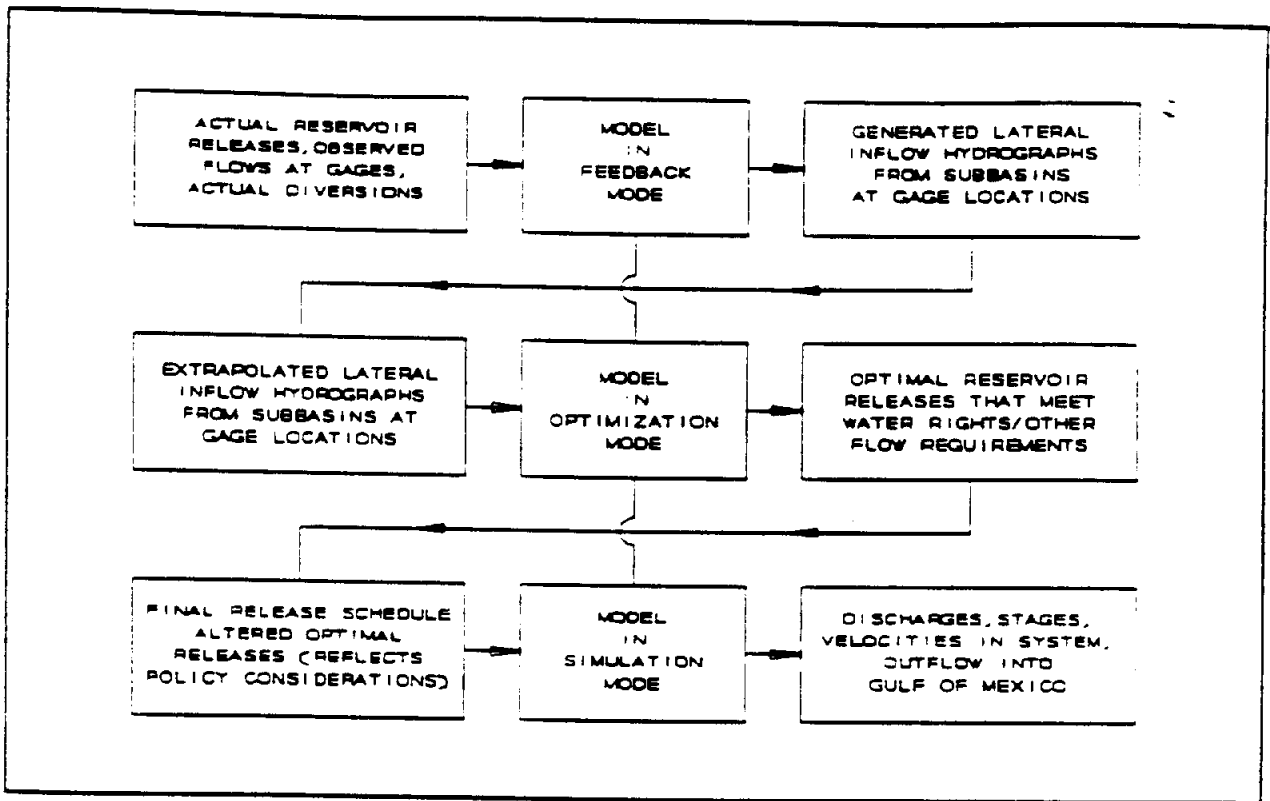 ACTUAL RESERVOIR
RELEASES, OBSERVED
FLOWS AT GAGES,
ACTUAL DIVERSIONS
MODEL
IN
FEEDBACK
MODE
GENERATED LATERAL
INFLOW HYDROGRAPHS
FROM SUBBASINS
AT GAGE LOCATIONS
EXTRAPOLATED LATERAL
INFLOW HYDROGRAPHS
FROM SUBBASINS AT
GAGE LOCATIONS
MODEL
IN
OPTIMIZATION
MODE
OPTIMAL RESERVOIR
RELEASES THAT MEET
WATER RIGHTS/OTHER
FLOW REQUIREMENTS
FINAL RELEASE SCHEDULE
ALTERED OPTIMAL
RELEASES (REFLECTS
POLICY CONSIDERATIONS)
MODEL
IN
SIMULATION
MODE
DISCHARGES, STAGES,
VELOCITIES IN SYSTEM,
OUTFLOW INTO
GULF OF MEXICO